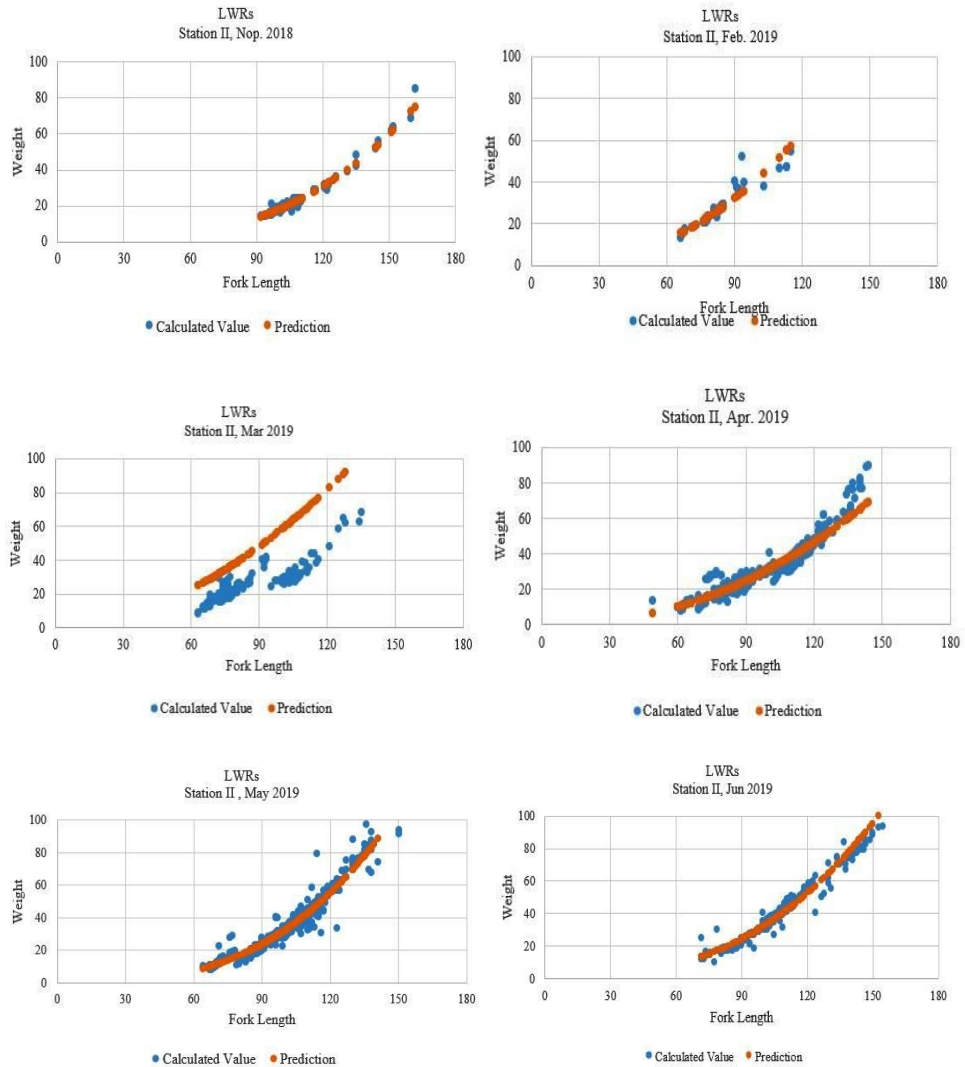 LWRs
Station II, Nop. 2018
100
80
60
40
20
0
Weight
0 30 60 90 120 150 180
Fork Length
Calculated Value Prediction
LWRs
Station II, Feb. 2019
100
80
60
40
20
0
Weight
0 30 60 90 120 150 180
Fork Length
Calculated Value Prediction
LWRs
Station II, Mar 2019
100
80
60
40
20
0
Weight
0 30 60 90 120 150 180
Fork Length
Calculated Value Prediction
LWRs
Station II, Apr. 2019
100
80
60
40
20
0
Weight
0 30 60 90 120 150 180
Fork Length
Calculated Value Prediction
LWRs
Station II , May 2019
100
80
60
40
20
0
Weight
0 30 60 90 120 150 180
Fork Length
Calculated Value Prediction
LWRs
Station II, Jun 2019
100
80
60
40
20
0
Weight
0 30 60 90 120 150 180
Fork Length
Calculated Value Prediction